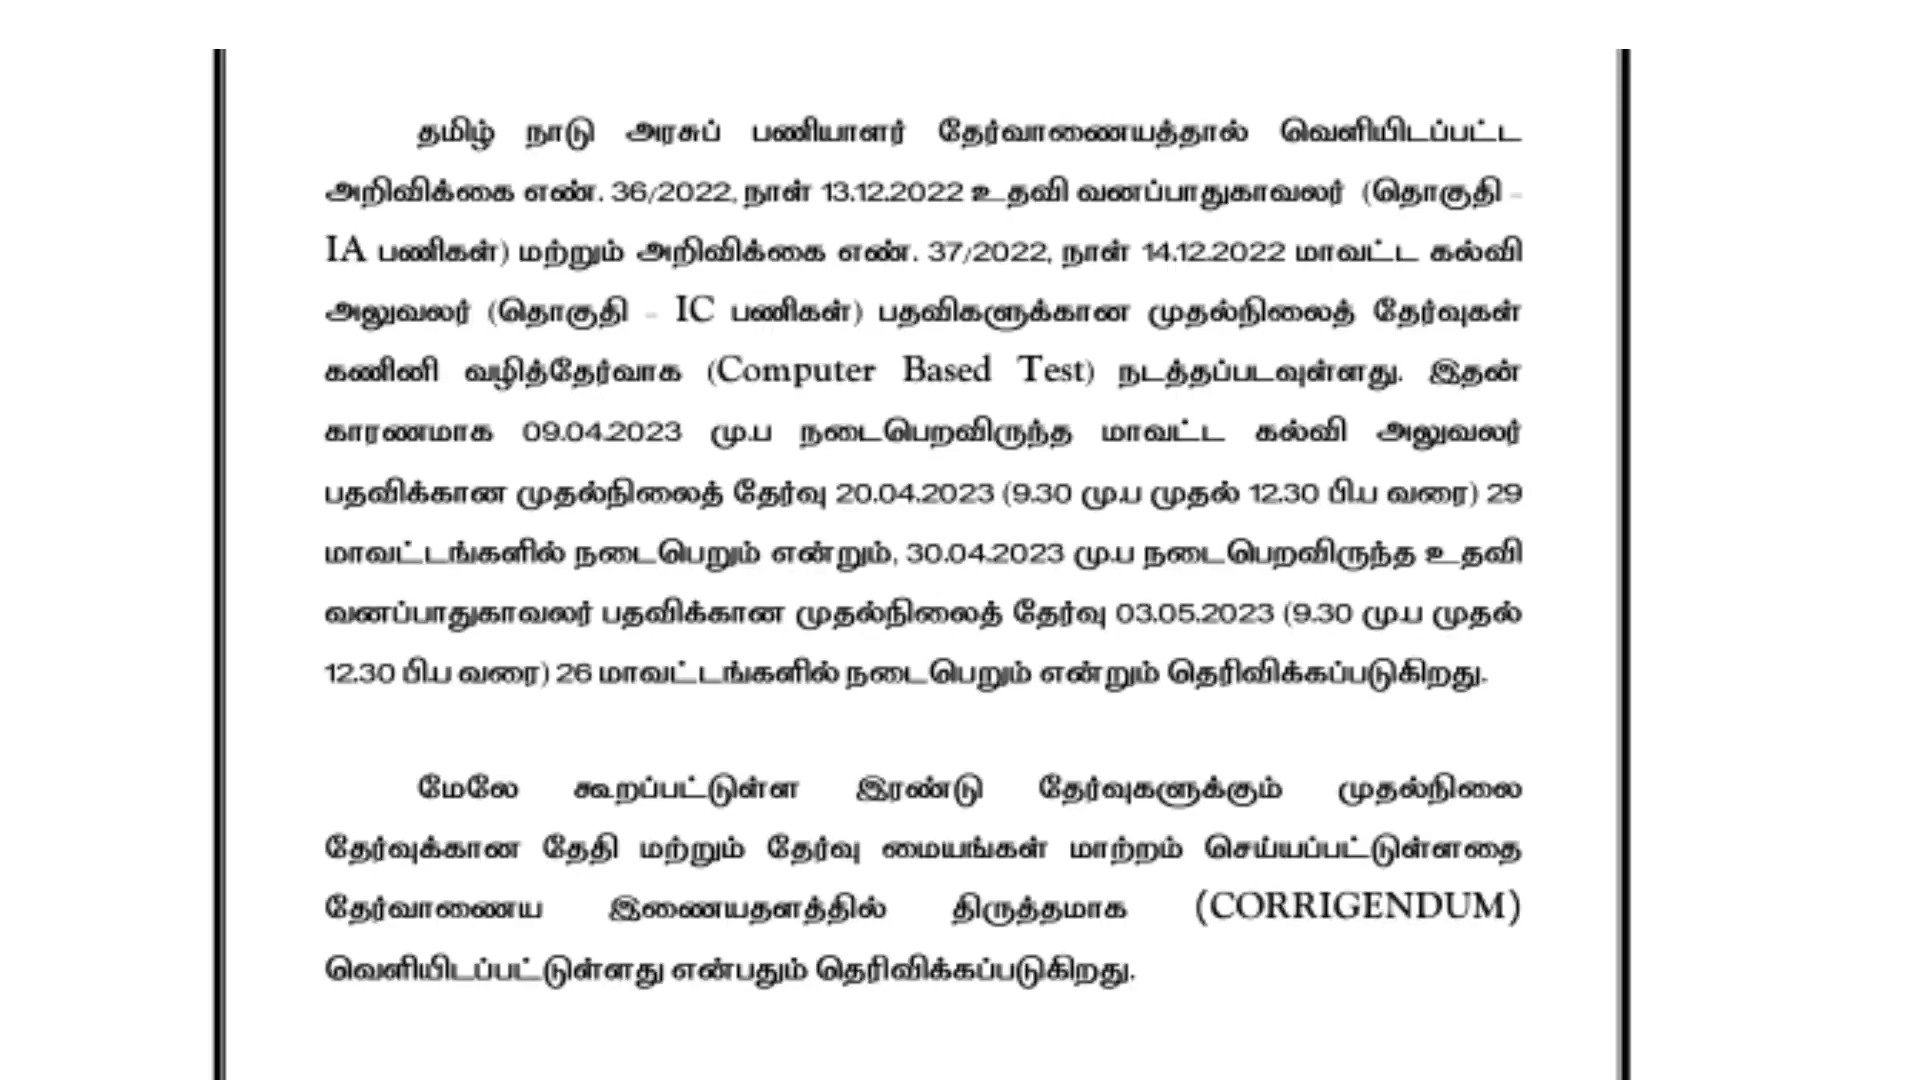 தமிழ் நாடு அரசுப் பணியாளர் தேர்வாணையத்தால் வெளியிடப்பட்ட
அறிவிக்கை எண். 36/2022, நாள் 13.12.2022 உதவி வனப்பாதுகாவலர் (தொகுதி -
IA பணிகள்) மற்றும் அறிவிக்கை எண். 37/2022, நாள் 14.12.2022 மாவட்ட கல்வி
அலுவலர் (தொகுதி - IC பணிகள்) பதவிகளுக்கான முதல்நிலைத் தேர்வுகள்
கணினி வழித்தேர்வாக (Computer Based Test) நடத்தப்படவுள்ளது. இதன்
காரணமாக 09.04.2023 மு.ப நடைபெறவிருந்த மாவட்ட கல்வி அலுவலர்
பதவிக்கான முதல்நிலைத் தேர்வு 20.04.2023 (9.30 மு.ப முதல் 12.30 பி.ப வரை) 29
மாவட்டங்களில் நடைபெறும் என்றும், 30.04.2023 மு.ப நடைபெறவிருந்த உதவி
வனப்பாதுகாவலர் பதவிக்கான முதல்நிலைத் தேர்வு 03.05.2023 (9.30 மு.ப முதல்
12.30 பி.ப வரை) 26 மாவட்டங்களில் நடைபெறும் என்றும் தெரிவிக்கப்படுகிறது.
மேலே கூறப்பட்டுள்ள இரண்டு தேர்வுகளுக்கும் முதல்நிலை
தேர்வுக்கான தேதி மற்றும் தேர்வு மையங்கள் மாற்றம் செய்யப்பட்டுள்ளதை
தேர்வாணைய இணையதளத்தில் திருத்தமாக (CORRIGENDUM)
வெளியிடப்பட்டுள்ளது என்பதும் தெரிவிக்கப்படுகிறது.